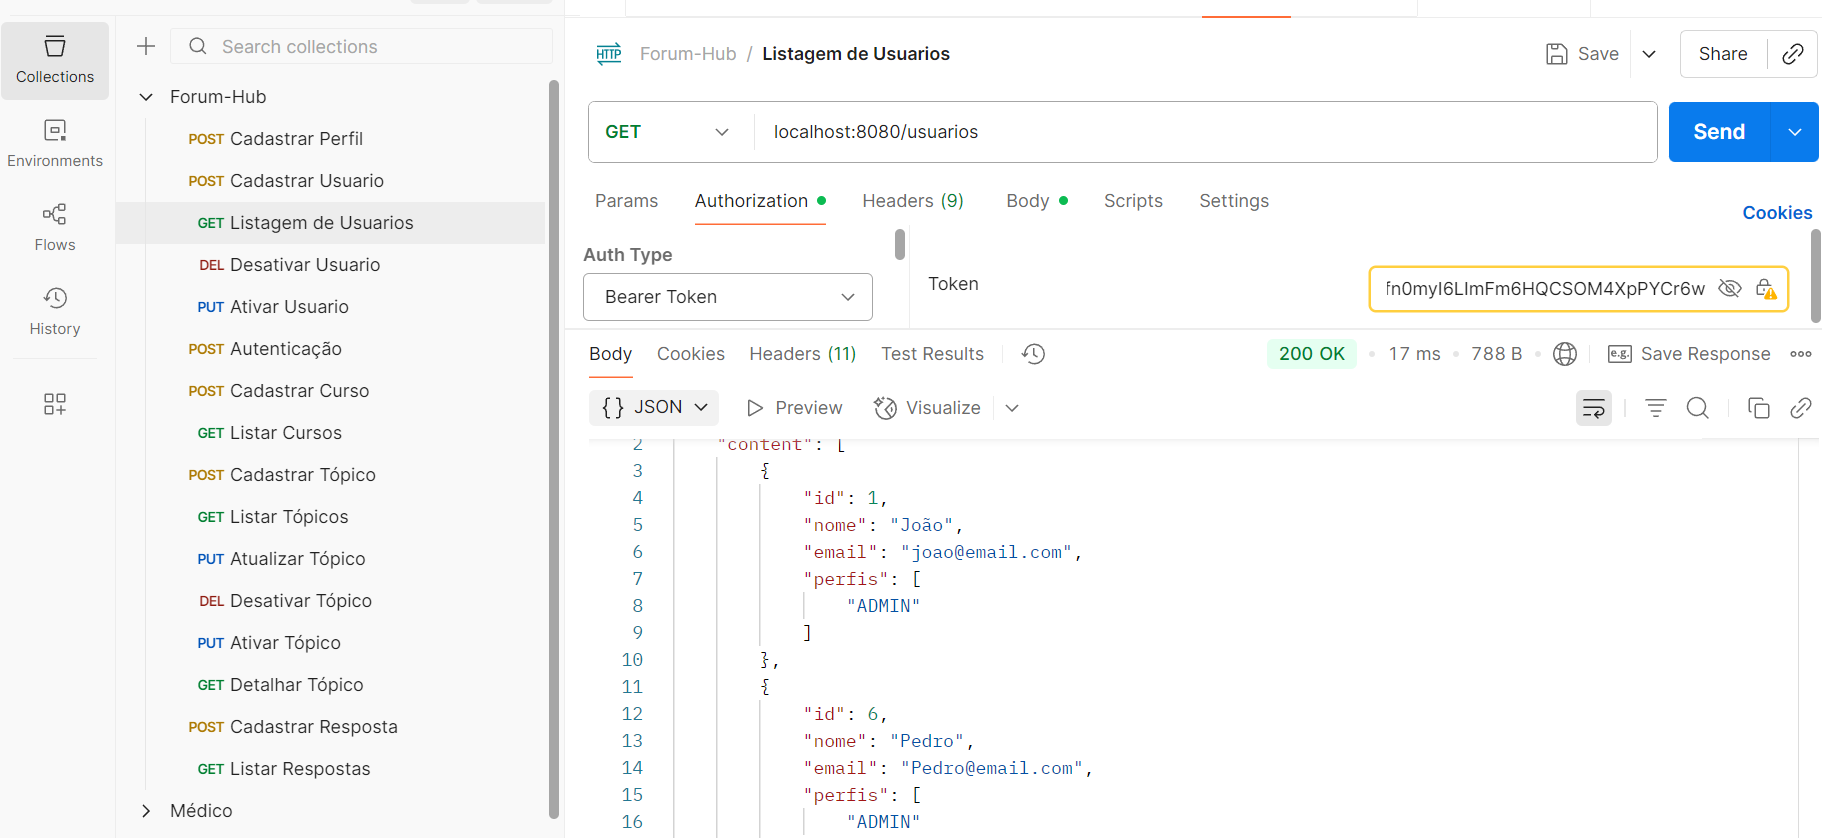 Collections
Environments
Flows
History
Search collections
Forum-Hub
POST Cadastrar Perfil
POST Cadastrar Usuario
GET Listagem de Usuarios
DEL Desativar Usuario
PUT Ativar Usuario
POST Autenticação
POST Cadastrar Curso
GET Listar Cursos
POST Cadastrar Tópico
GET Listar Tópicos
PUT Atualizar Tópico
DEL Desativar Tópico
PUT Ativar Tópico
GET Detalhar Tópico
POST Cadastrar Resposta
GET Listar Respostas
Médico
HTTP Forum-Hub / Listagem de Usuarios
Save Share
GET localhost:8080/usuarios Send
Params Authorization Headers (9) Body Scripts Settings
Cookies
Auth Type
Bearer Token
Token
fn0myI6LImFm6HQCSOM4XpPYCr6w
Body Cookies Headers (11) Test Results
200 OK 17 ms 788 B e.g. Save Response
{} JSON Preview Visualize
2 "content": [
3 {
4 "id": 1,
5 "nome": "João",
6 "email": "joao@email.com",
7 "perfis": [
8 "ADMIN"
9 ]
10 },
11 {
12 "id": 6,
13 "nome": "Pedro",
14 "email": "Pedro@email.com",
15 "perfis": [
16 "ADMIN"